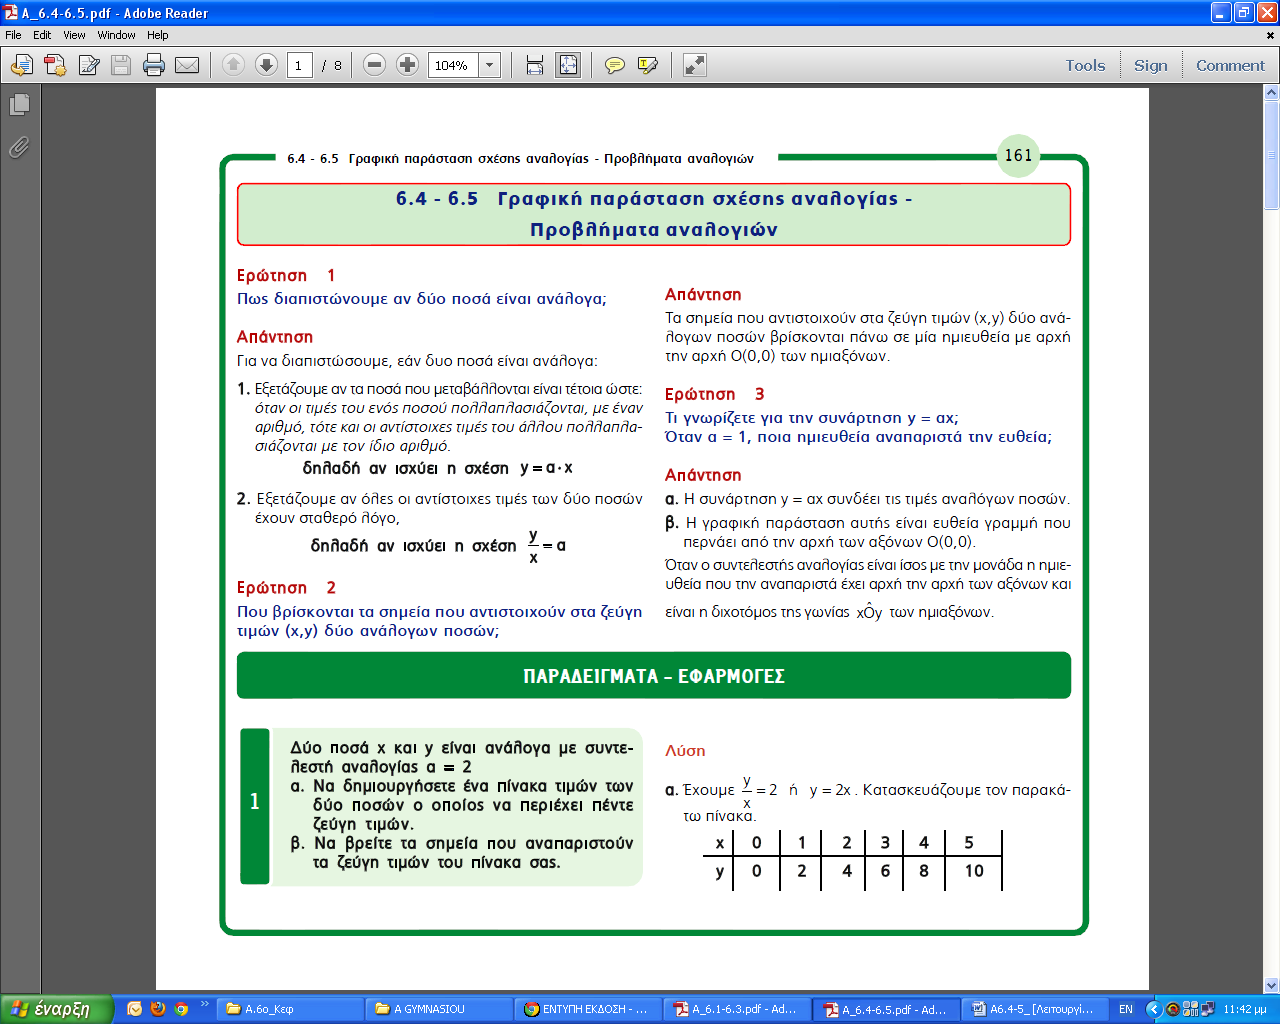 A_6.4-6.5.pdf - Adobe Reader
File Edit View Window Help
1 / 8 104% Tools Sign Comment
6.4 - 6.5 Γραφική παράσταση σχέσης αναλογίας - Προβλήματα αναλογιών 161
6.4 - 6.5 Γραφική παράσταση σχέσης αναλογίας -
Προβλήματα αναλογιών
Ερώτηση 1
Πως διαπιστώνουμε αν δύο ποσά είναι ανάλογα;
Απάντηση
Για να διαπιστώσουμε, εάν δυο ποσά είναι ανάλογα:
1. Εξετάζουμε αν τα ποσά που μεταβάλλονται είναι τέτοια ώστε:
όταν οι τιμές του ενός ποσού πολλαπλασιάζονται, με έναν
αριθμό, τότε και οι αντίστοιχες τιμές του άλλου πολλαπλα-
σιάζονται με τον ίδιο αριθμό.
δηλαδή αν ισχύει η σχέση y = α · x
2. Εξετάζουμε αν όλες οι αντίστοιχες τιμές των δύο ποσών
έχουν σταθερό λόγο,
δηλαδή αν ισχύει η σχέση y/x = α
Ερώτηση 2
Που βρίσκονται τα σημεία που αντιστοιχούν στα ζεύγη
τιμών (x,y) δύο ανάλογων ποσών;
Απάντηση
Τα σημεία που αντιστοιχούν στα ζεύγη τιμών (x,y) δύο ανά-
λογων ποσών βρίσκονται πάνω σε μία ημιευθεία με αρχή
την αρχή Ο(0,0) των ημιαξόνων.
Ερώτηση 3
Τι γνωρίζετε για την συνάρτηση y = αx;
Όταν α = 1, ποια ημιευθεία αναπαριστά την ευθεία;
Απάντηση
α. Η συνάρτηση y = αx συνδέει τις τιμές αναλόγων ποσών.
β. Η γραφική παράσταση αυτής είναι ευθεία γραμμή που
περνάει από την αρχή των αξόνων Ο(0,0).
Όταν ο συντελεστής αναλογίας είναι ίσος με την μονάδα η ημιε-
υθεία που την αναπαριστά έχει αρχή την αρχή των αξόνων και
είναι η διχοτόμος της γωνίας xÔy των ημιαξόνων.
ΠΑΡΑΔΕΙΓΜΑΤΑ – ΕΦΑΡΜΟΓΕΣ
1
Δύο ποσά x και y είναι ανάλογα με συντε-
λεστή αναλογίας α = 2
α. Να δημιουργήσετε ένα πίνακα τιμών των
δύο ποσών ο οποίος να περιέχει πέντε
ζεύγη τιμών.
β. Να βρείτε τα σημεία που αναπαριστούν
τα ζεύγη τιμών του πίνακα σας.
Λύση
α. Έχουμε y/x = 2 ή y = 2x . Κατασκευάζουμε τον παρακά-
τω πίνακα.
x 0 1 2 3 4 5
y 0 2 4 6 8 10
έναρξη » A.6ο_Κεφ A GYMNASIOU ΕΝΤΥΠΗ ΕΚΔΟΣΗ - ... A_6.1-6.3.pdf - Ad... A_6.4-6.5.pdf - Ad... A6.4-5_ [Λειτουργί... EN 11:42 μμ